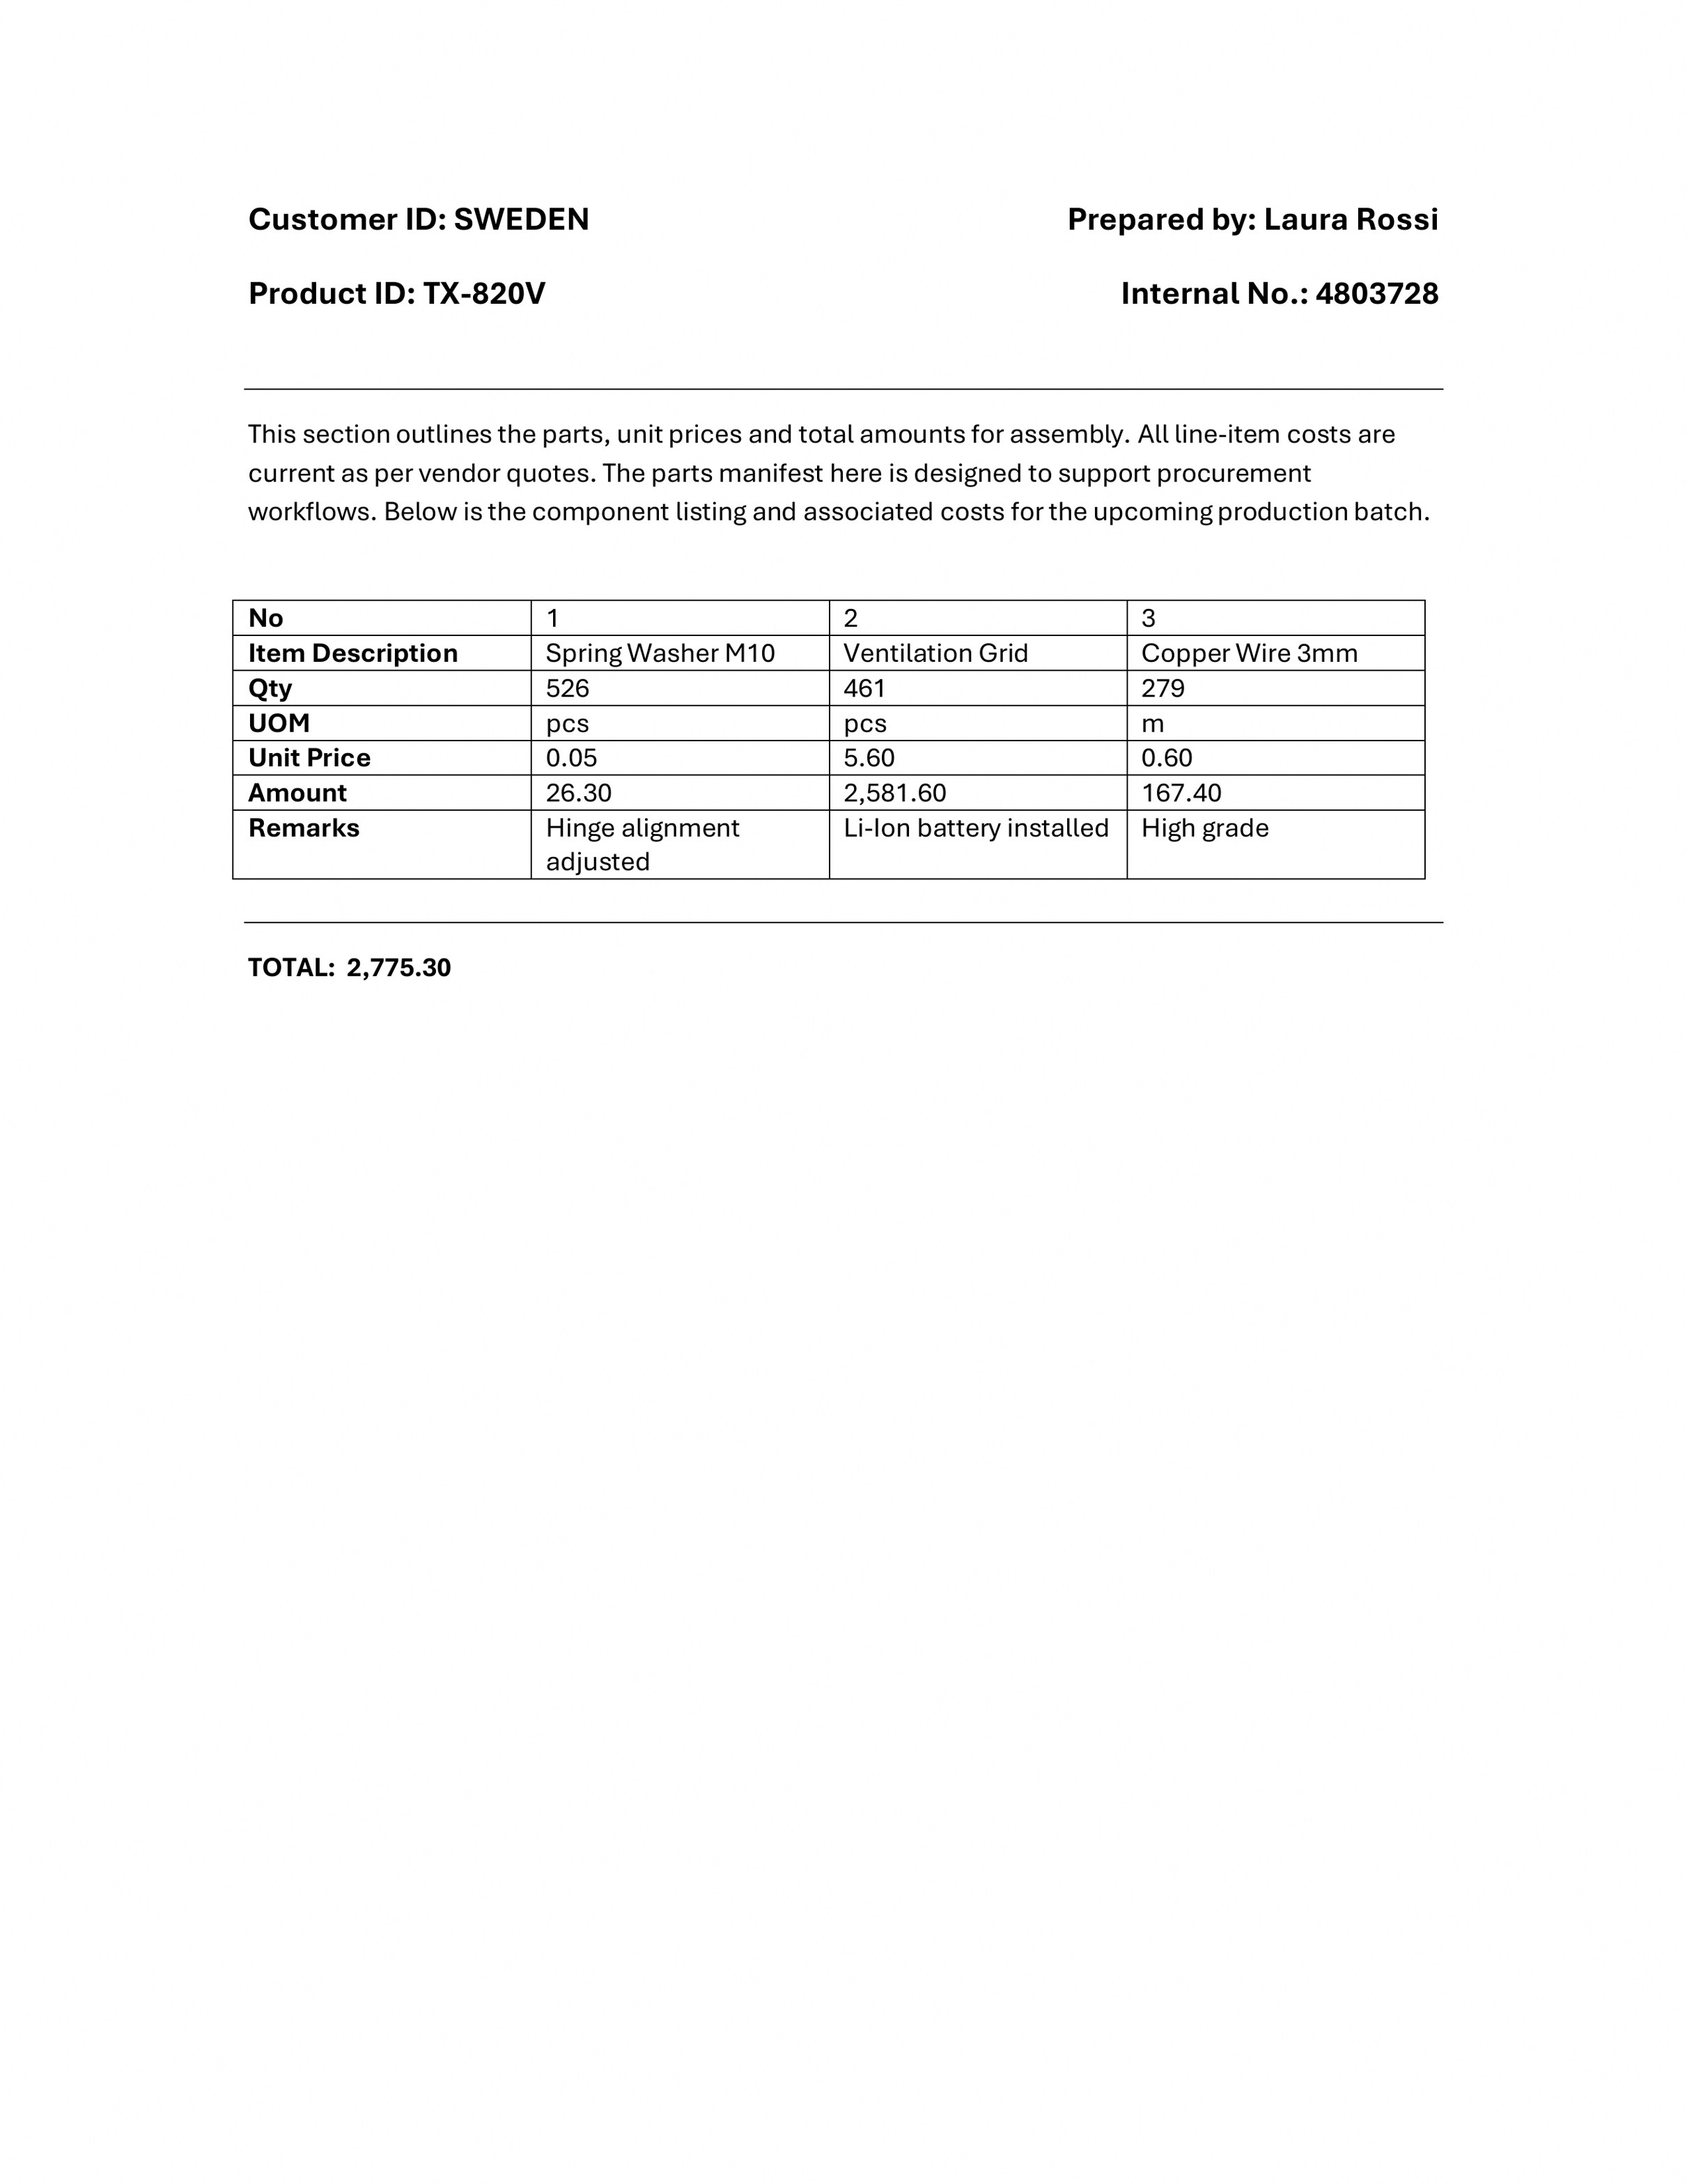 Customer ID: SWEDEN Prepared by: Laura Rossi
Product ID: TX-820V Internal No.: 4803728
This section outlines the parts, unit prices and total amounts for assembly. All line-item costs are
current as per vendor quotes. The parts manifest here is designed to support procurement
workflows. Below is the component listing and associated costs for the upcoming production batch.
No 1 2 3
Item Description Spring Washer M10 Ventilation Grid Copper Wire 3mm
Qty 526 461 279
UOM pcs pcs m
Unit Price 0.05 5.60 0.60
Amount 26.30 2,581.60 167.40
Remarks Hinge alignment Li-Ion battery installed High grade
adjusted
TOTAL: 2,775.30